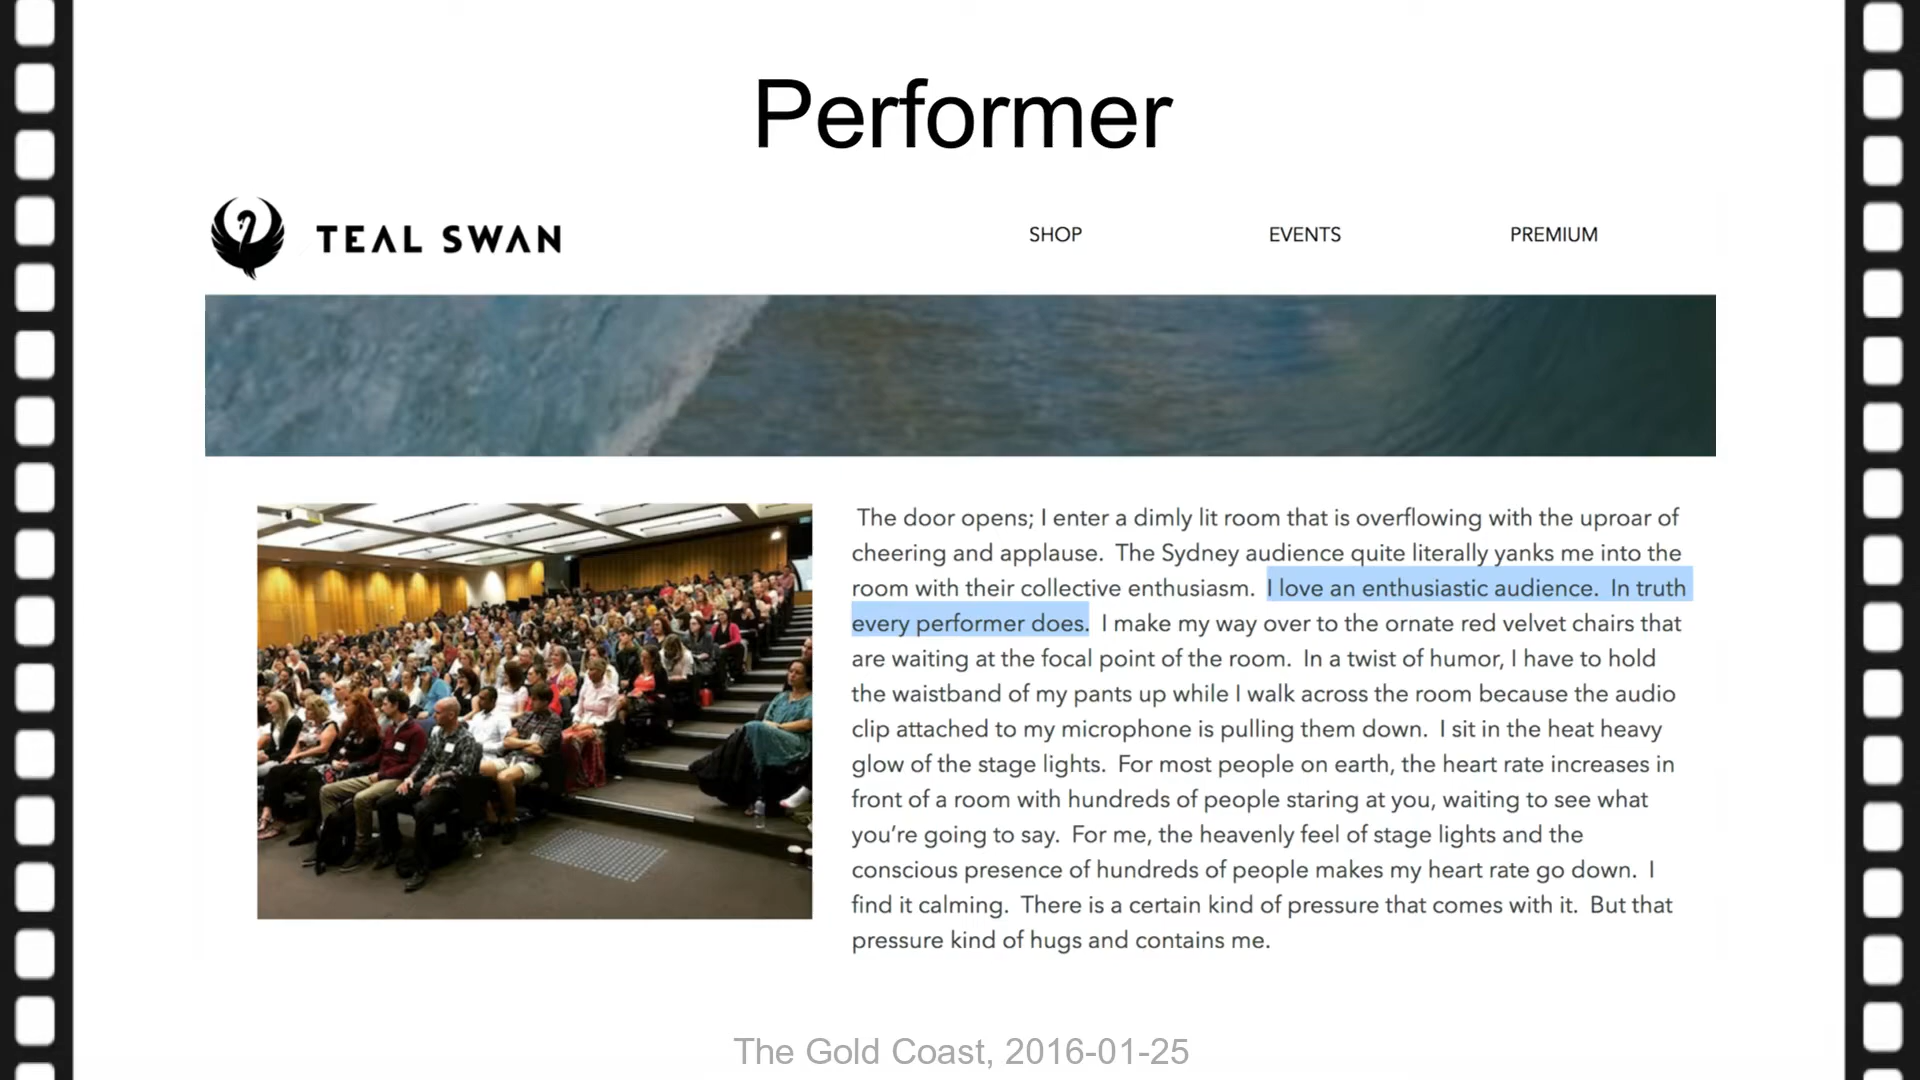 Performer
TEAL SWAN
SHOP
EVENTS
PREMIUM
The door opens; I enter a dimly lit room that is overflowing with the uproar of
cheering and applause.  The Sydney audience quite literally yanks me into the
room with their collective enthusiasm.  I love an enthusiastic audience.  In truth
every performer does.  I make my way over to the ornate red velvet chairs that
are waiting at the focal point of the room.  In a twist of humor, I have to hold
the waistband of my pants up while I walk across the room because the audio
clip attached to my microphone is pulling them down.  I sit in the heat heavy
glow of the stage lights.  For most people on earth, the heart rate increases in
front of a room with hundreds of people staring at you, waiting to see what
you’re going to say.  For me, the heavenly feel of stage lights and the
conscious presence of hundreds of people makes my heart rate go down.  I
find it calming.  There is a certain kind of pressure that comes with it.  But that
pressure kind of hugs and contains me.
The Gold Coast, 2016-01-25